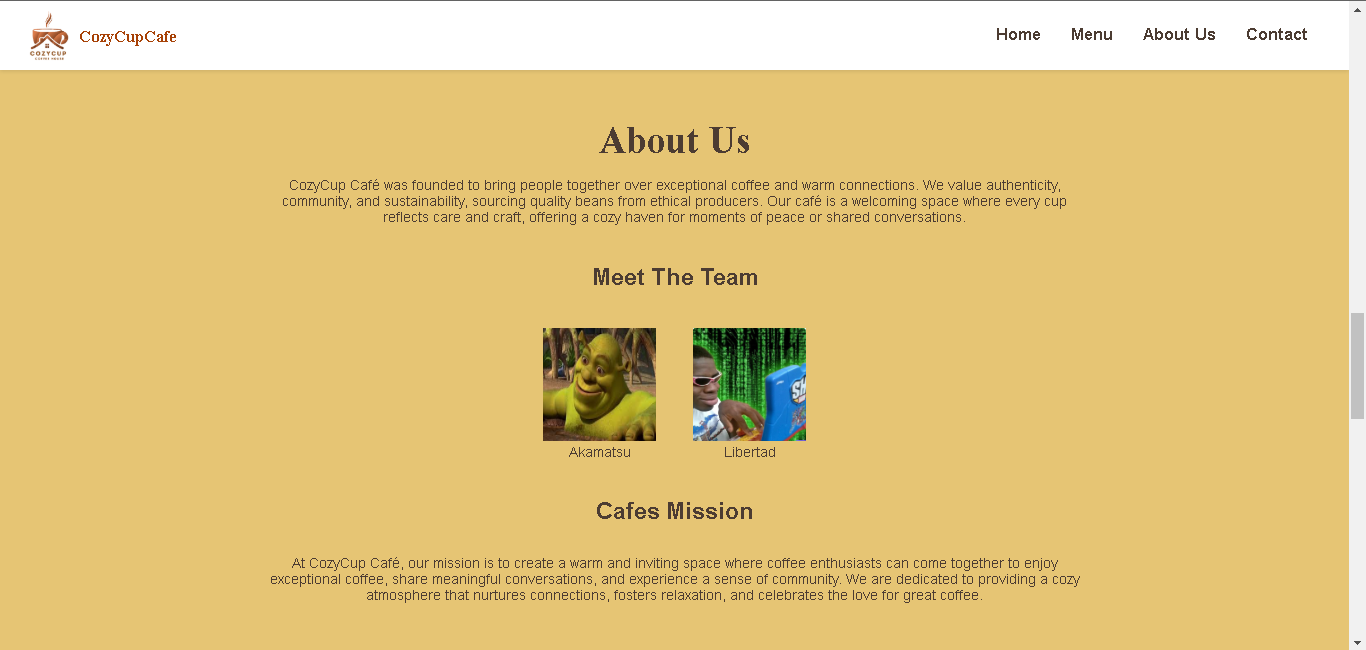 CozyCupCafe
COZYCUP
COFFEE HOUSE
Home Menu About Us Contact
About Us
CozyCup Café was founded to bring people together over exceptional coffee and warm connections. We value authenticity,
community, and sustainability, sourcing quality beans from ethical producers. Our café is a welcoming space where every cup
reflects care and craft, offering a cozy haven for moments of peace or shared conversations.
Meet The Team
Akamatsu
Libertad
Cafes Mission
At CozyCup Café, our mission is to create a warm and inviting space where coffee enthusiasts can come together to enjoy
exceptional coffee, share meaningful conversations, and experience a sense of community. We are dedicated to providing a cozy
atmosphere that nurtures connections, fosters relaxation, and celebrates the love for great coffee.